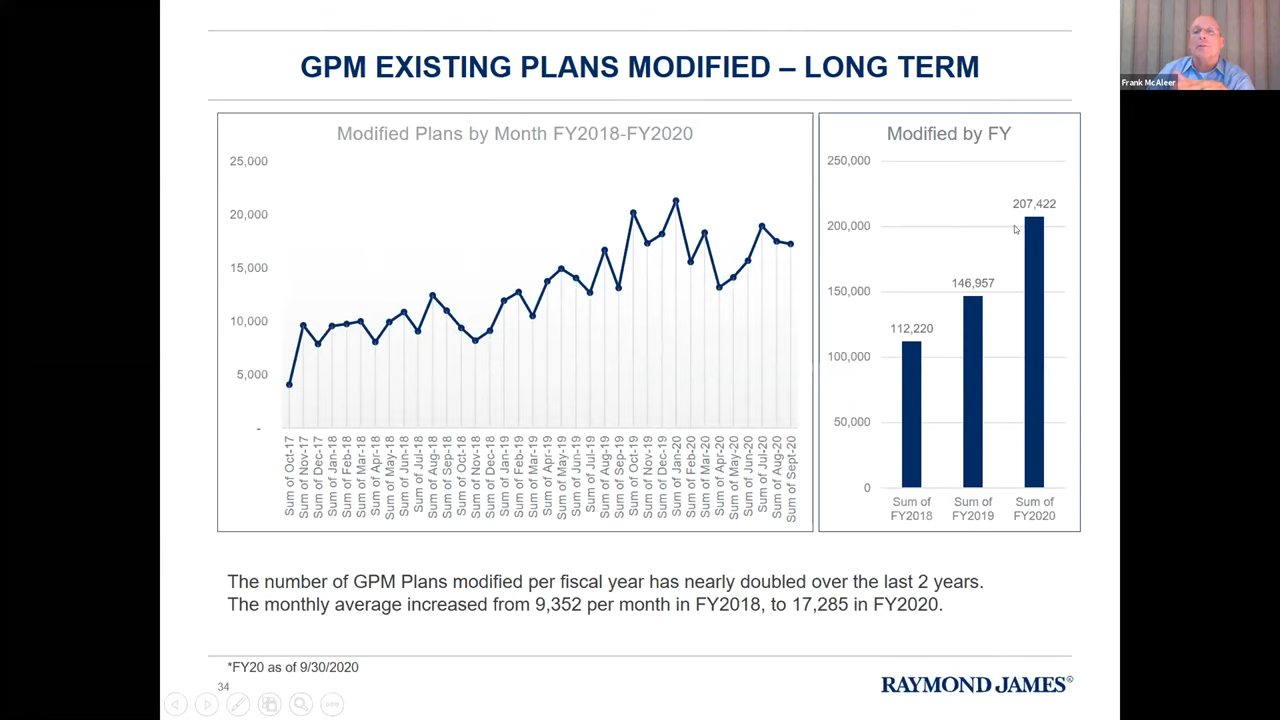 GPM EXISTING PLANS MODIFIED – LONG TERM
Frank McAleer
Modified Plans by Month FY2018-FY2020
25,000
20,000
15,000
10,000
5,000
-
Sum of Oct-17
Sum of Nov-17
Sum of Dec-17
Sum of Jan-18
Sum of Feb-18
Sum of Mar-18
Sum of Apr-18
Sum of May-18
Sum of Jun-18
Sum of Jul-18
Sum of Aug-18
Sum of Sep-18
Sum of Oct-18
Sum of Nov-18
Sum of Dec-18
Sum of Jan-19
Sum of Feb-19
Sum of Mar-19
Sum of Apr-19
Sum of May-19
Sum of Jun-19
Sum of Jul-19
Sum of Aug-19
Sum of Sep-19
Sum of Oct-19
Sum of Nov-19
Sum of Dec-19
Sum of Jan-20
Sum of Feb-20
Sum of Mar-20
Sum of Apr-20
Sum of May-20
Sum of Jun-20
Sum of Jul-20
Sum of Aug-20
Sum of Sept-20
Modified by FY
250,000
200,000
150,000
100,000
50,000
0
112,220
146,957
207,422
Sum of
FY2018
Sum of
FY2019
Sum of
FY2020
The number of GPM Plans modified per fiscal year has nearly doubled over the last 2 years.
The monthly average increased from 9,352 per month in FY2018, to 17,285 in FY2020.
*FY20 as of 9/30/2020
34
RAYMOND JAMES®